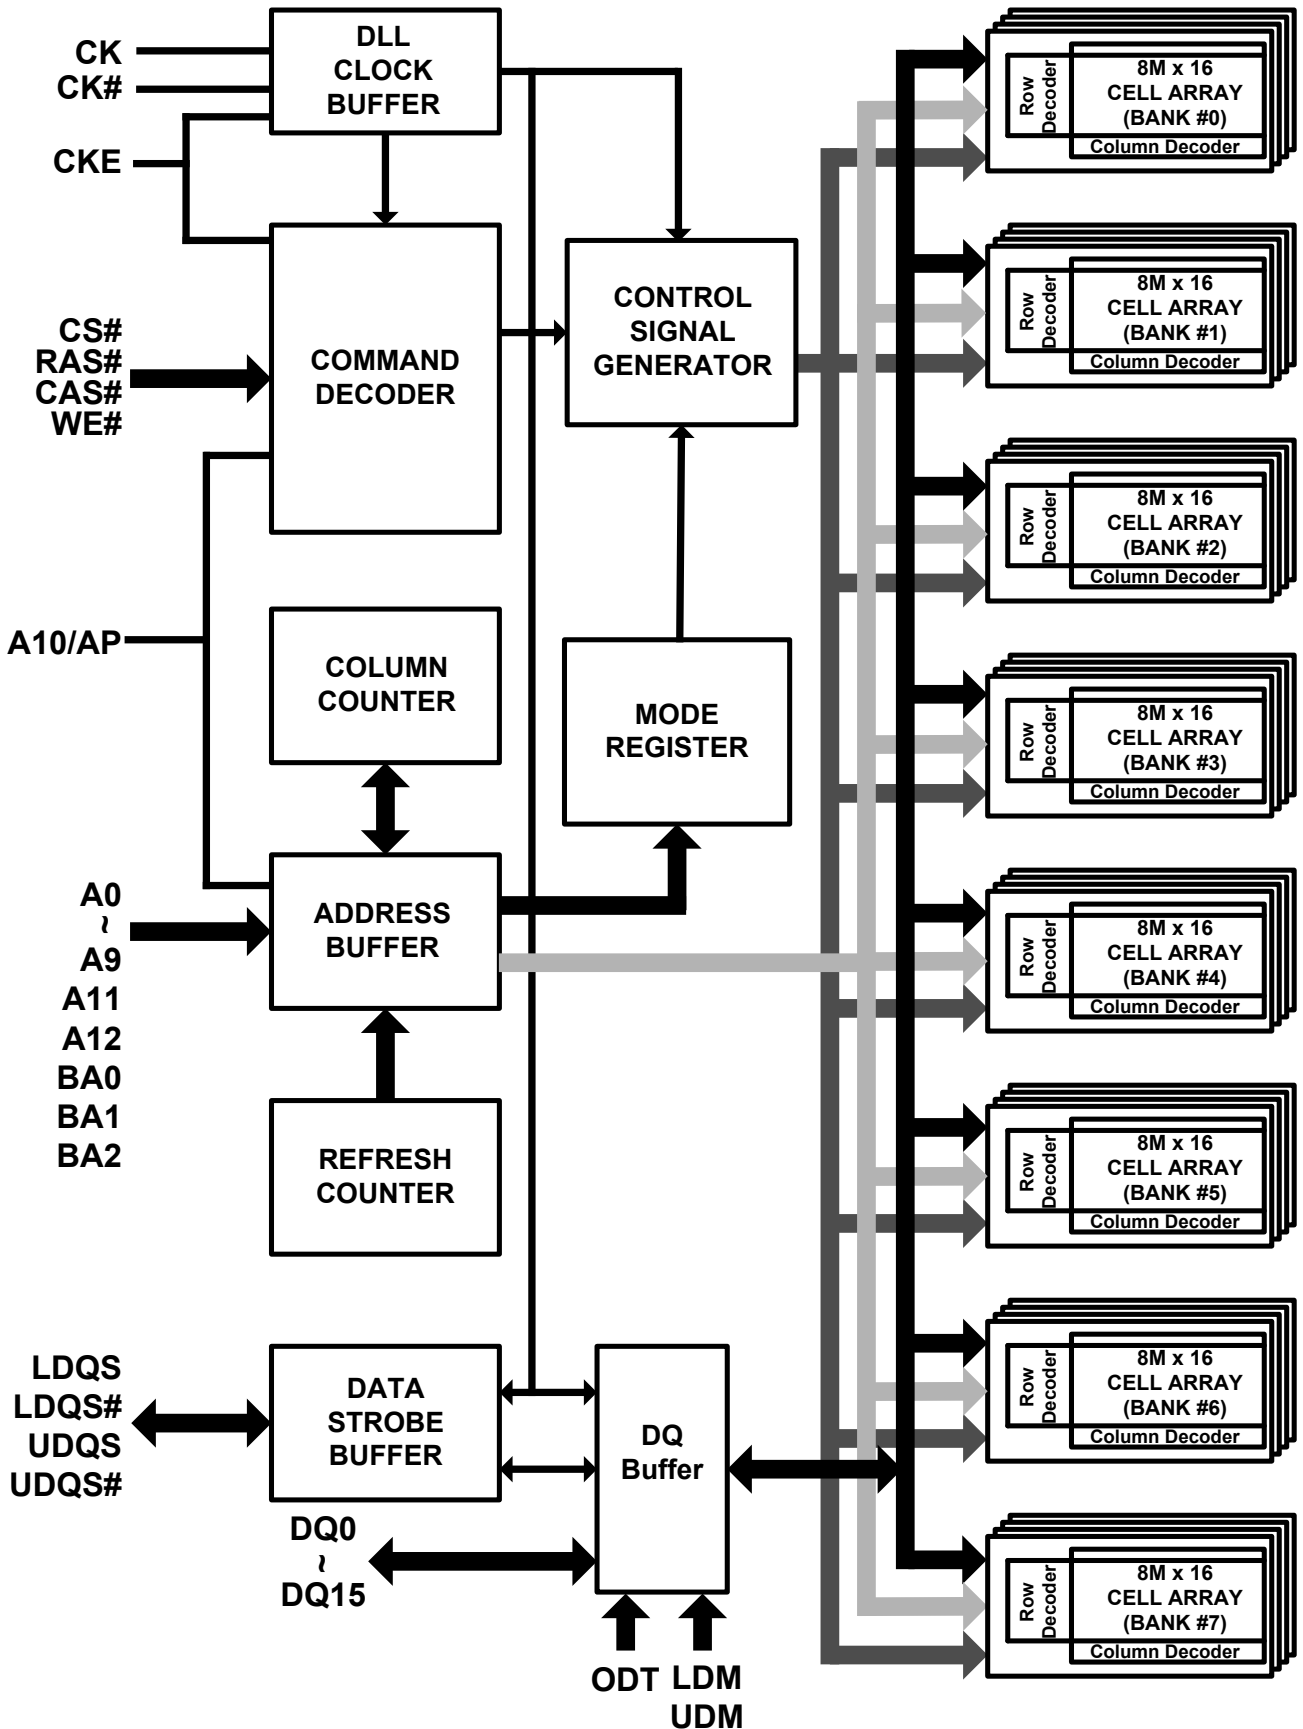 CK
CK#
CKE
DLL
CLOCK
BUFFER
CS#
RAS#
CAS#
WE#
COMMAND
DECODER
CONTROL
SIGNAL
GENERATOR
A10/AP
COLUMN
COUNTER
MODE
REGISTER
A0
~
A9
A11
A12
BA0
BA1
BA2
ADDRESS
BUFFER
REFRESH
COUNTER
LDQS
LDQS#
UDQS
UDQS#
DATA
STROBE
BUFFER
DQ
Buffer
DQ0
~
DQ15
ODT
LDM
UDM
Row
Decoder
8M x 16
CELL ARRAY
(BANK #0)
Column Decoder
Row
Decoder
8M x 16
CELL ARRAY
(BANK #1)
Column Decoder
Row
Decoder
8M x 16
CELL ARRAY
(BANK #2)
Column Decoder
Row
Decoder
8M x 16
CELL ARRAY
(BANK #3)
Column Decoder
Row
Decoder
8M x 16
CELL ARRAY
(BANK #4)
Column Decoder
Row
Decoder
8M x 16
CELL ARRAY
(BANK #5)
Column Decoder
Row
Decoder
8M x 16
CELL ARRAY
(BANK #6)
Column Decoder
Row
Decoder
8M x 16
CELL ARRAY
(BANK #7)
Column Decoder